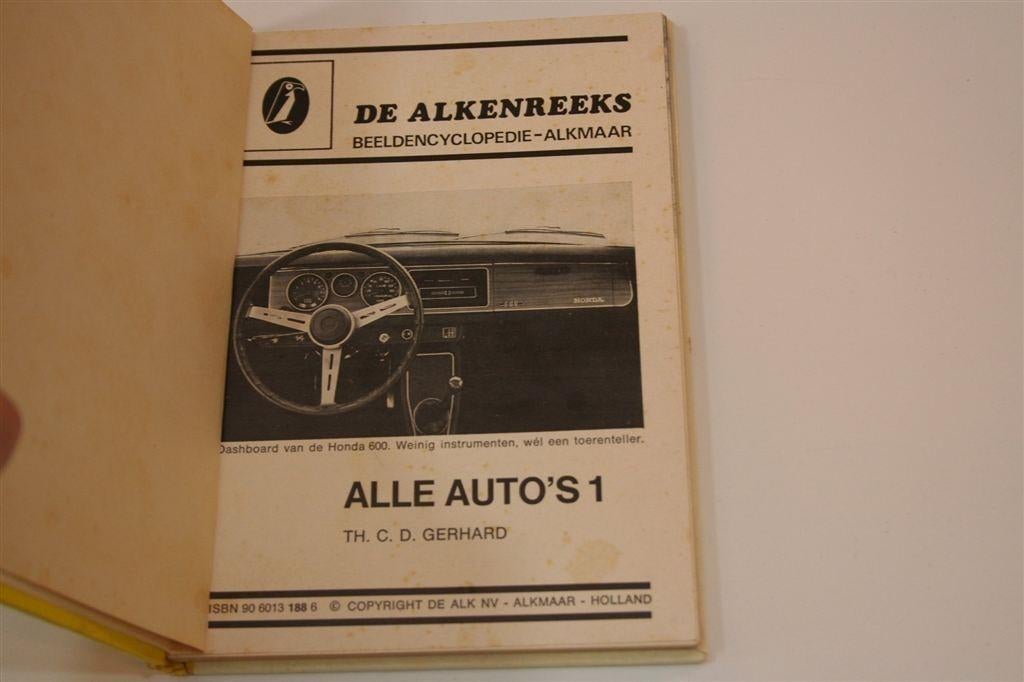 DE ALKENREEKS
BEELDENCYCLOPEDIE-ALKMAAR
HONDA
Dashboard van de Honda 600. Weinig instrumenten, wél een toerenteller.
ALLE AUTO'S 1
TH. C. D. GERHARD
ISBN 90 6013 188 6 © COPYRIGHT DE ALK NV - ALKMAAR - HOLLAND